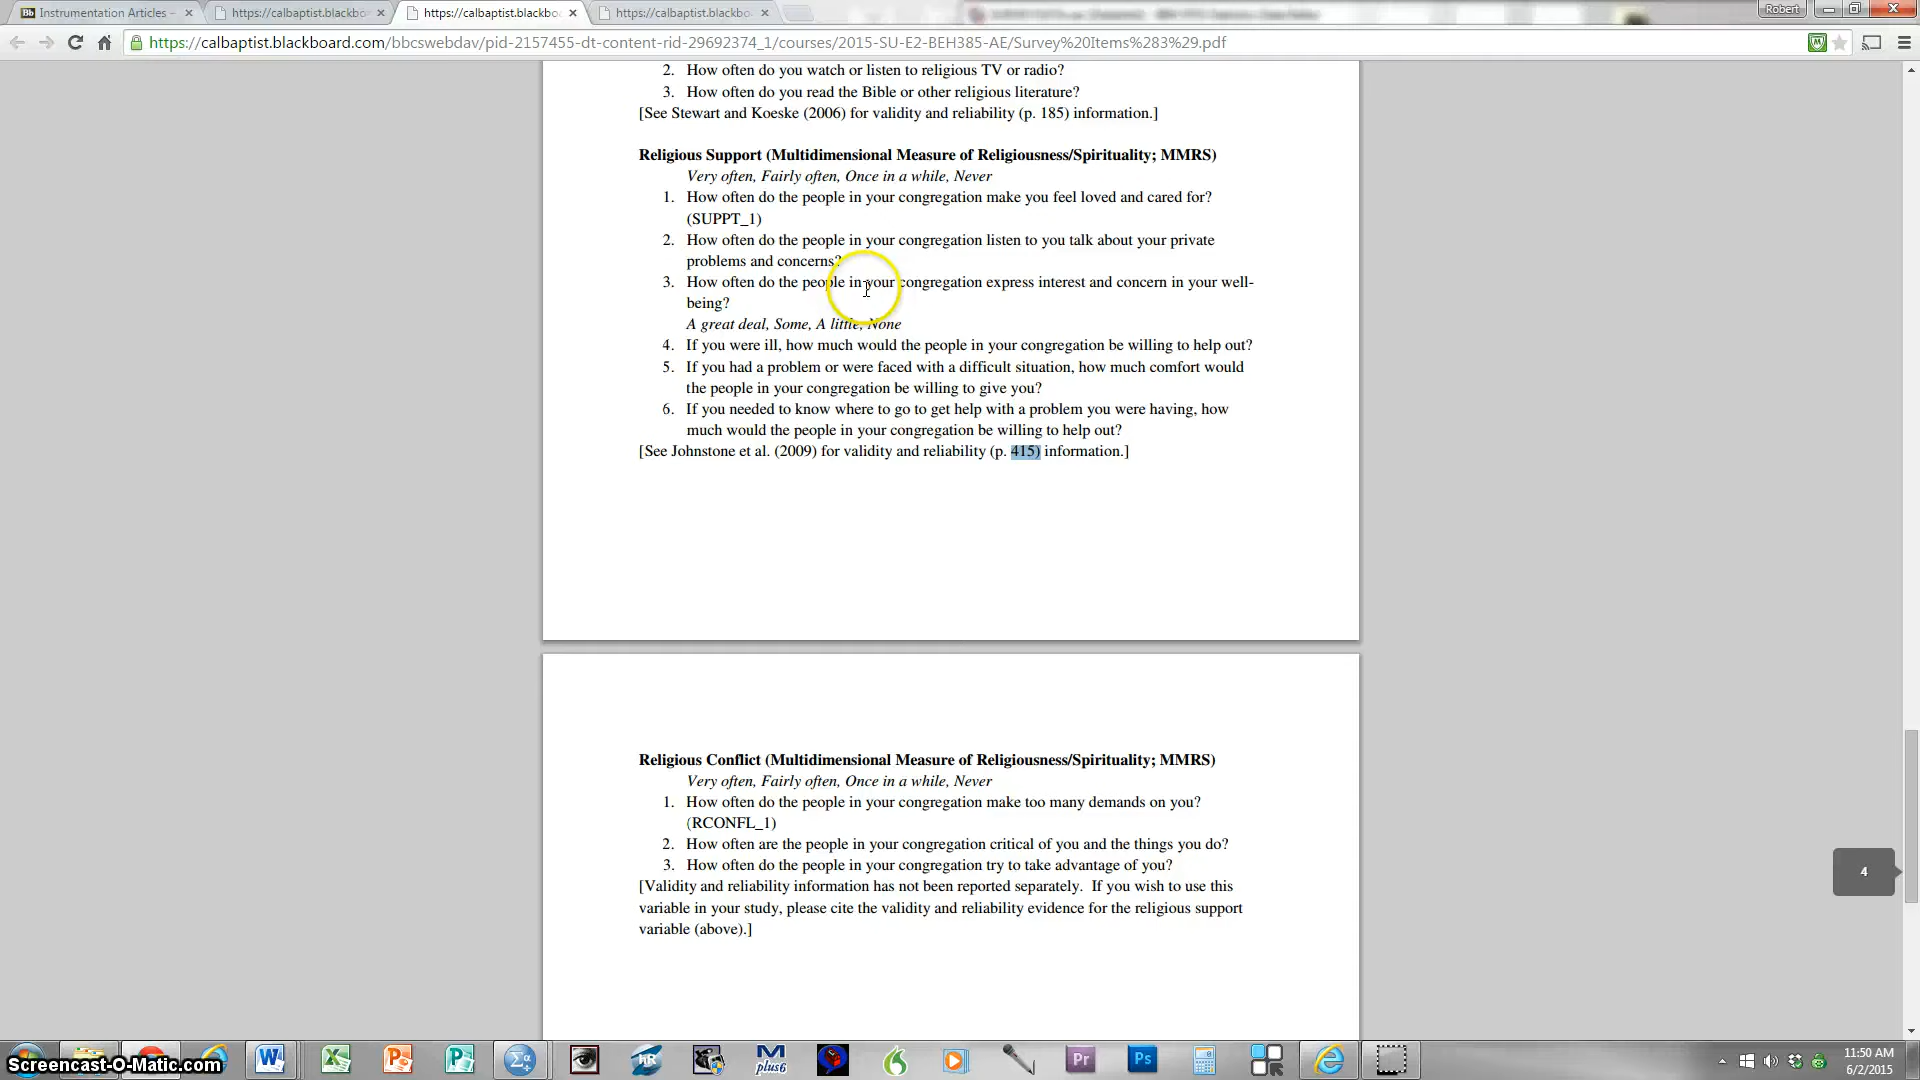 Instrumentation Articles –
https://calbaptist.blackbo
https://calbaptist.blackbo
https://calbaptist.blackbo
Robert
https://calbaptist.blackboard.com/bbcswebdav/pid-2157455-dt-content-rid-29692374_1/courses/2015-SU-E2-BEH385-AE/Survey%20Items%283%29.pdf
2. How often do you watch or listen to religious TV or radio?
3. How often do you read the Bible or other religious literature?
[See Stewart and Koeske (2006) for validity and reliability (p. 185) information.]
Religious Support (Multidimensional Measure of Religiousness/Spirituality; MMRS)
Very often, Fairly often, Once in a while, Never
1. How often do the people in your congregation make you feel loved and cared for?
(SUPPT_1)
2. How often do the people in your congregation listen to you talk about your private
problems and concerns?
3. How often do the people in your congregation express interest and concern in your well-
being?
A great deal, Some, A little, None
4. If you were ill, how much would the people in your congregation be willing to help out?
5. If you had a problem or were faced with a difficult situation, how much comfort would
the people in your congregation be willing to give you?
6. If you needed to know where to go to get help with a problem you were having, how
much would the people in your congregation be willing to help out?
[See Johnstone et al. (2009) for validity and reliability (p. 415) information.]
Religious Conflict (Multidimensional Measure of Religiousness/Spirituality; MMRS)
Very often, Fairly often, Once in a while, Never
1. How often do the people in your congregation make too many demands on you?
(RCONFL_1)
2. How often are the people in your congregation critical of you and the things you do?
3. How often do the people in your congregation try to take advantage of you?
[Validity and reliability information has not been reported separately.  If you wish to use this
variable in your study, please cite the validity and reliability evidence for the religious support
variable (above).]
4
Screencast-O-Matic.com
plus6
Pr
Ps
11:50 AM
6/2/2015